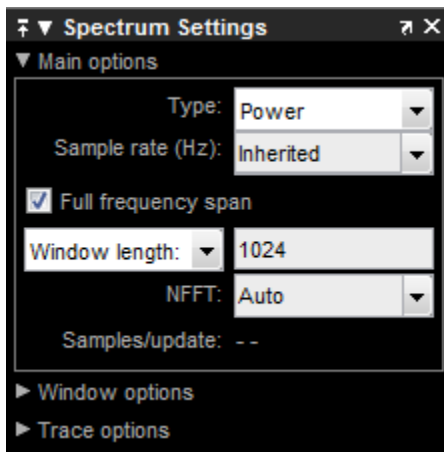 Spectrum Settings
Main options
Type: Power
Sample rate (Hz): Inherited
Full frequency span
Window length: 1024
NFFT: Auto
Samples/update: --
Window options
Trace options